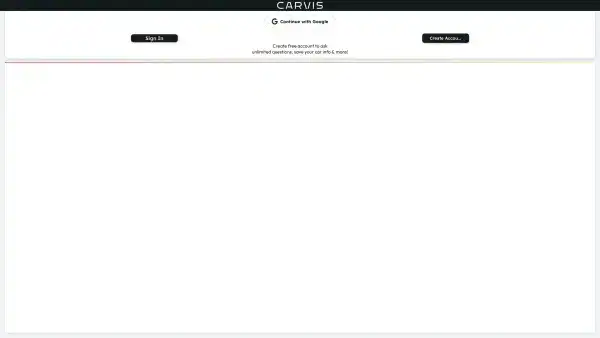 CARVIS
Continue with Google
Sign In
Create Accou...
Create free account to ask
unlimited questions, save your car info & more!